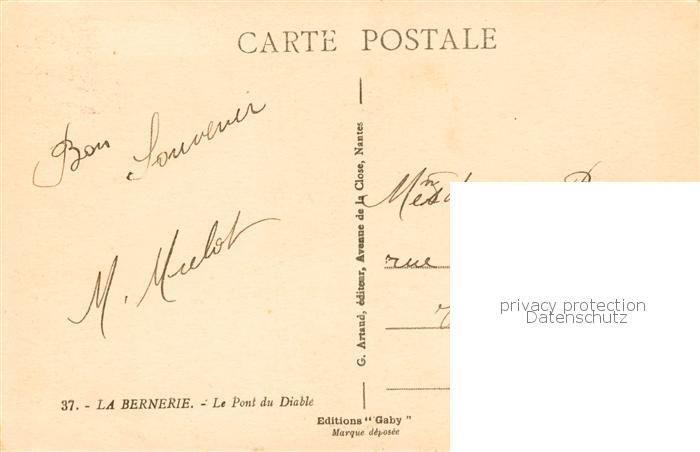 CARTE POSTALE
Bon Souvenir
M. Mulot
37. - LA BERNERIE. - Le Pont du Diable
G. Artaud, éditeur, Avenue de la Close, Nantes
Editions "Gaby"
Marque déposée
rue
privacy protection
Datenschutz